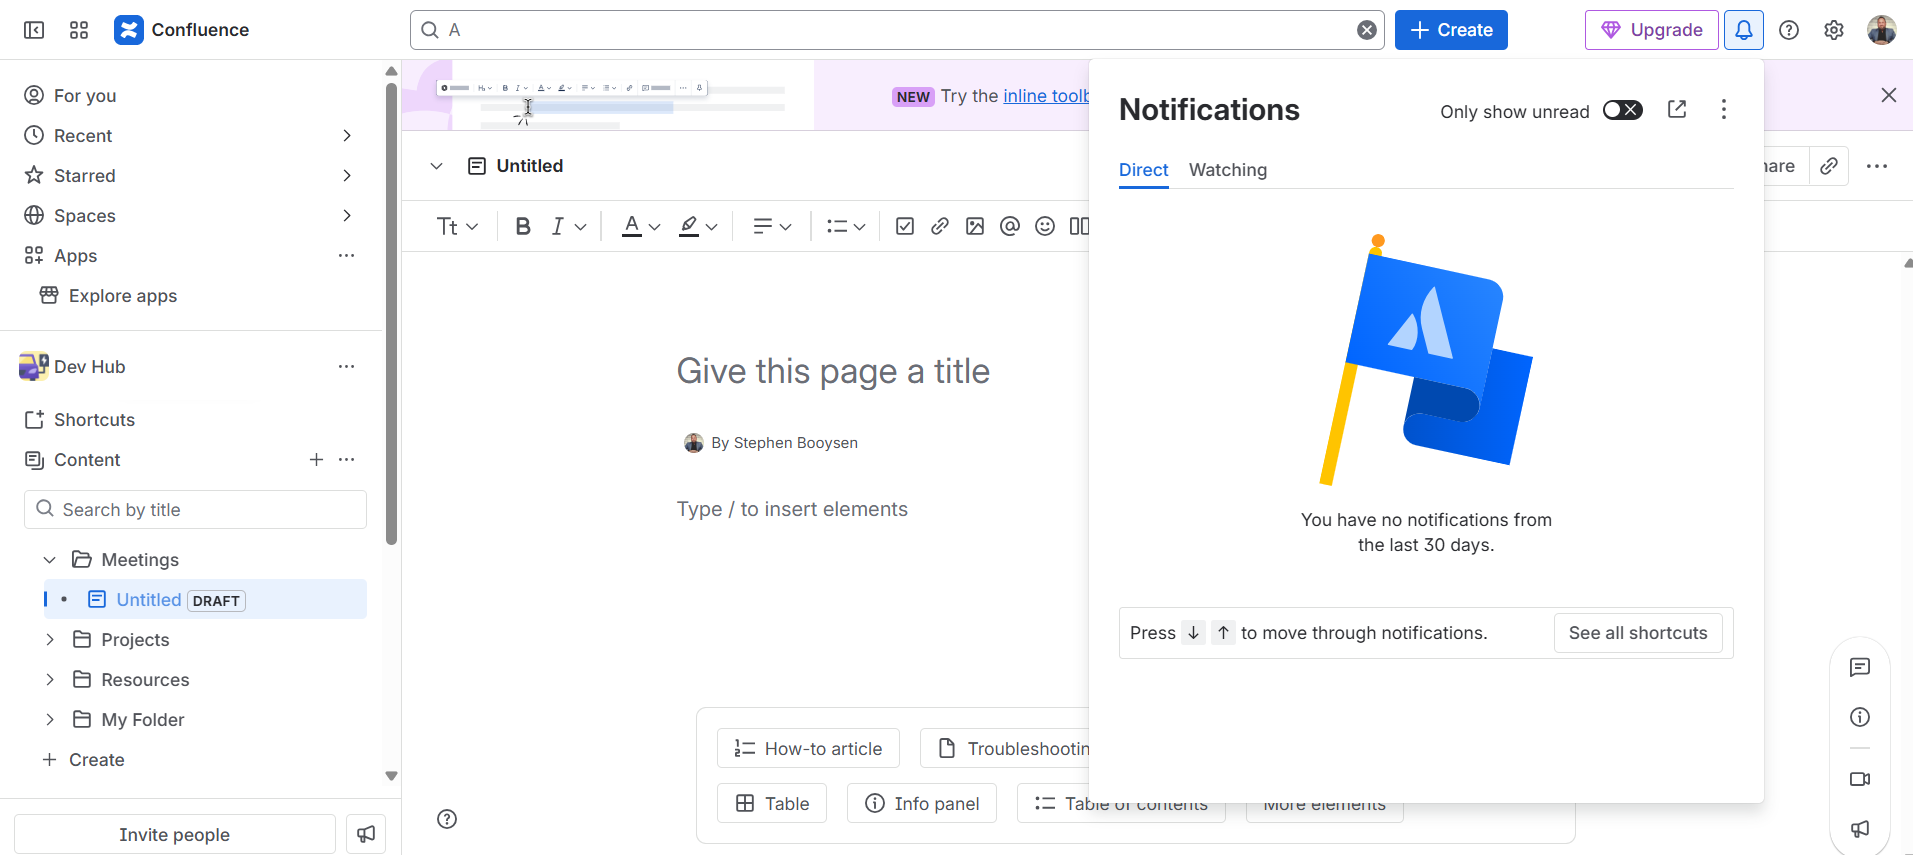 Confluence
A
Create
Upgrade
For you
Recent
Starred
Spaces
Apps
Explore apps
Dev Hub
Shortcuts
Content
Search by title
Meetings
Untitled DRAFT
Projects
Resources
My Folder
Create
Invite people
NEW Try the inline toolb
Untitled
hare
Tt B I A
Give this page a title
By Stephen Booysen
Type / to insert elements
How-to article
Troubleshootin
Table
Info panel
Table of contents
More elements
Notifications
Only show unread
Direct Watching
You have no notifications from
the last 30 days.
Press ↓ ↑ to move through notifications.
See all shortcuts